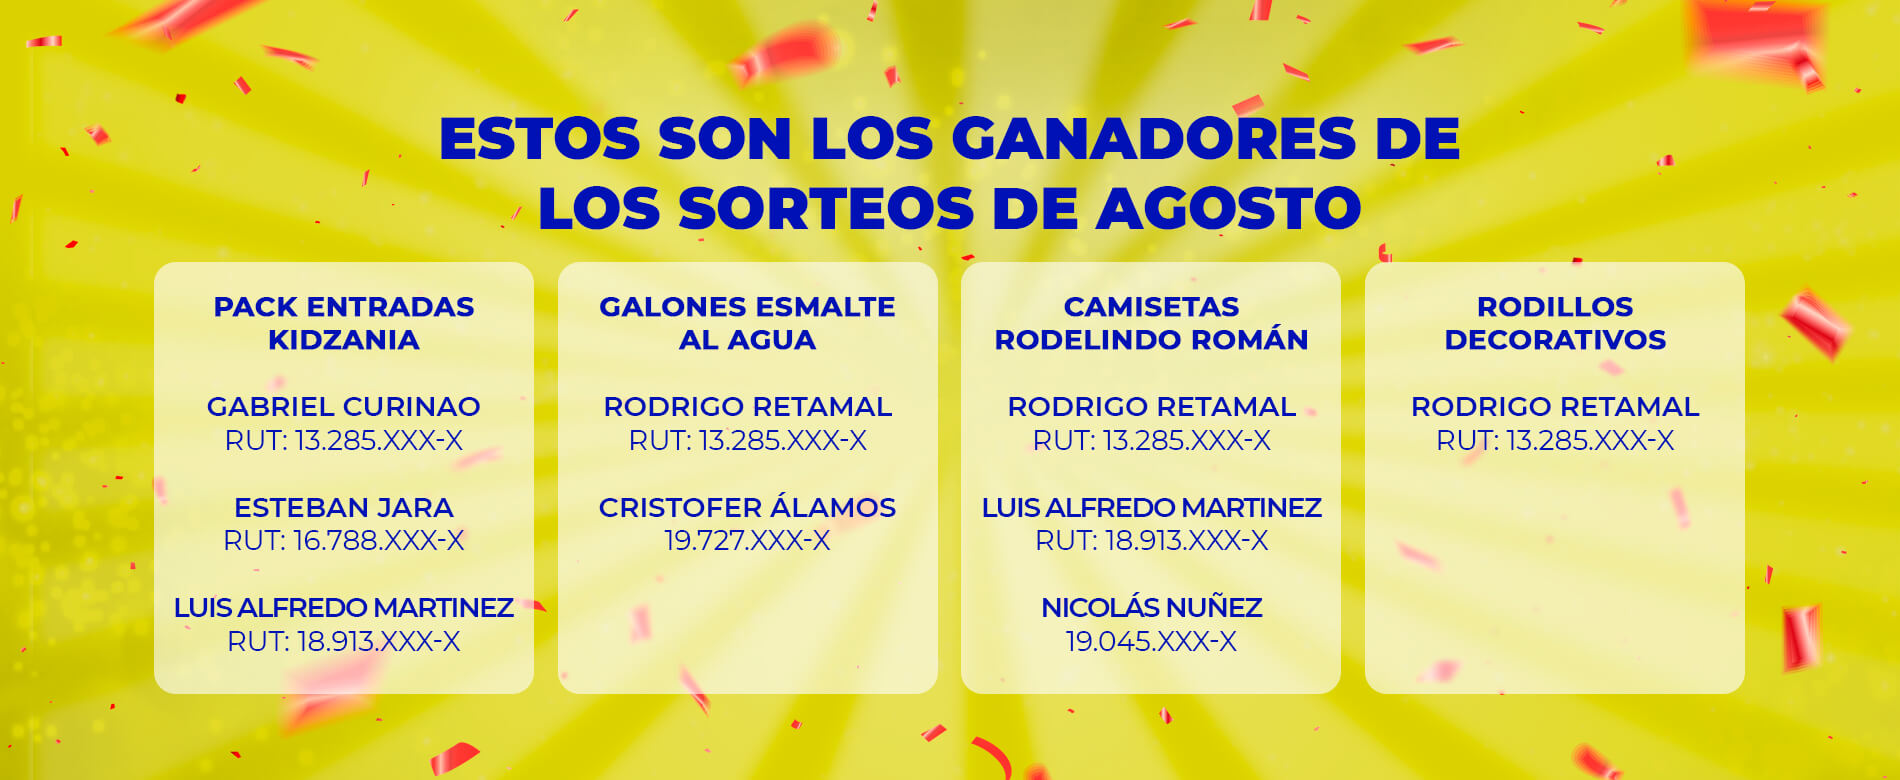 ESTOS SON LOS GANADORES DE
LOS SORTEOS DE AGOSTO
PACK ENTRADAS
KIDZANIA
GABRIEL CURINAO
RUT: 13.285.XXX-X
ESTEBAN JARA
RUT: 16.788.XXX-X
LUIS ALFREDO MARTINEZ
RUT: 18.913.XXX-X
GALONES ESMALTE
AL AGUA
RODRIGO RETAMAL
RUT: 13.285.XXX-X
CRISTOFER ÁLAMOS
19.727.XXX-X
CAMISETAS
RODELINDO ROMÁN
RODRIGO RETAMAL
RUT: 13.285.XXX-X
LUIS ALFREDO MARTINEZ
RUT: 18.913.XXX-X
NICOLÁS NUÑEZ
19.045.XXX-X
RODILLOS
DECORATIVOS
RODRIGO RETAMAL
RUT: 13.285.XXX-X